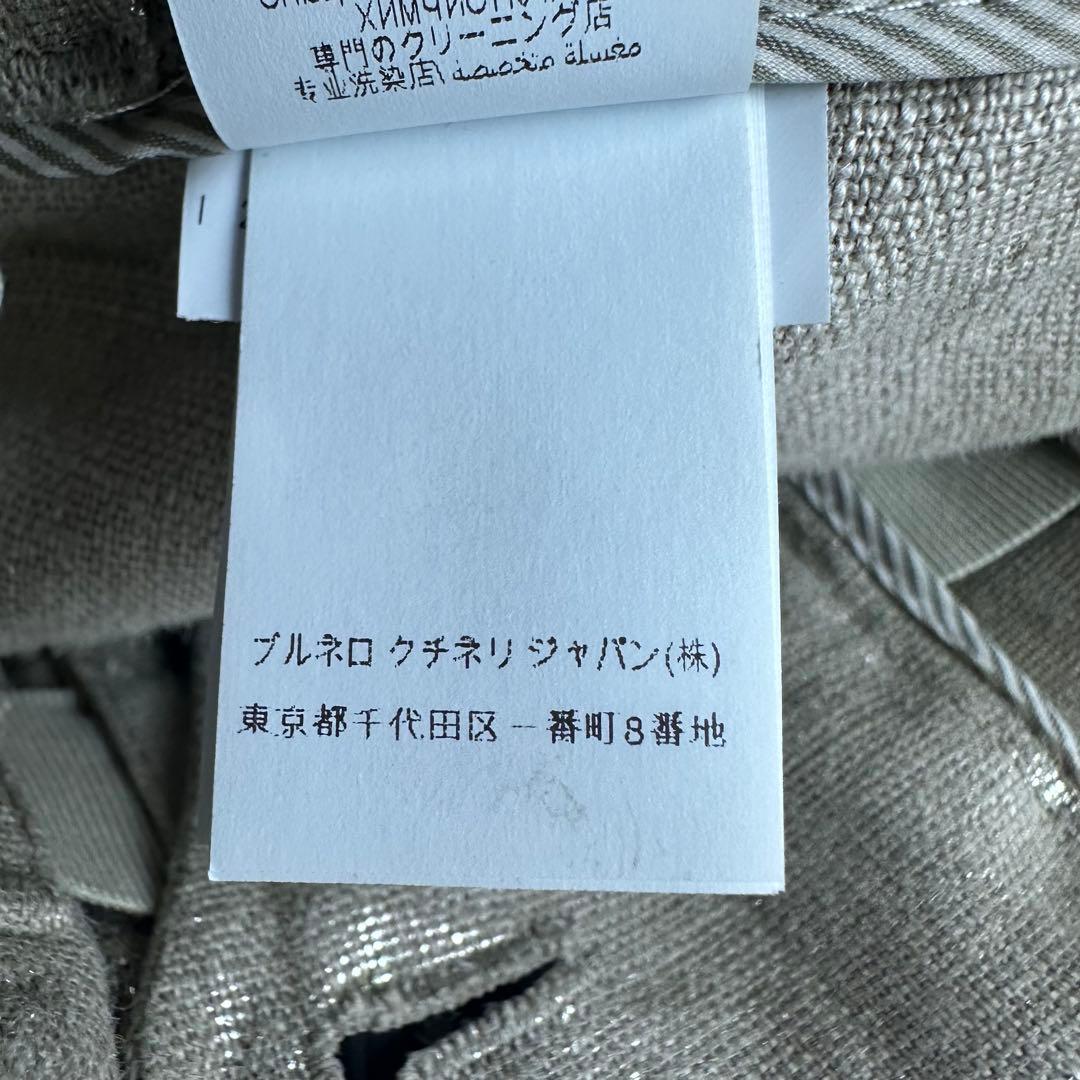 専門のクリーニング店
专业洗染店\ مغسلة متخصصة
ブルネロ クチネリ ジャパン(株)
東京都千代田区一番町8番地